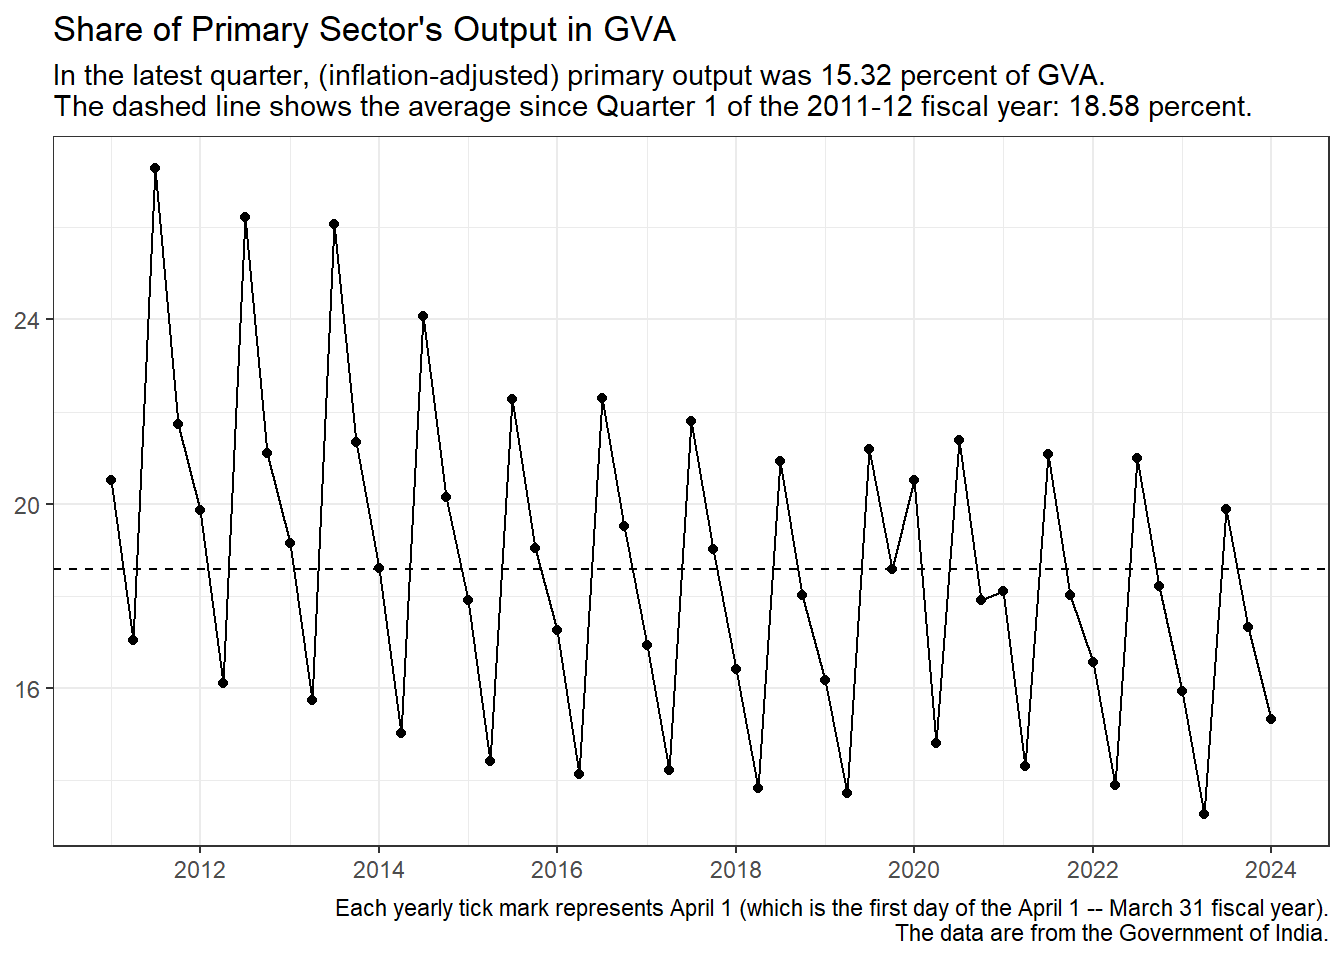 Share of Primary Sector's Output in GVA
In the latest quarter, (inflation-adjusted) primary output was 15.32 percent of GVA.
The dashed line shows the average since Quarter 1 of the 2011-12 fiscal year: 18.58 percent.
24
20
16
2012 2014 2016 2018 2020 2022 2024
Each yearly tick mark represents April 1 (which is the first day of the April 1 -- March 31 fiscal year).
The data are from the Government of India.